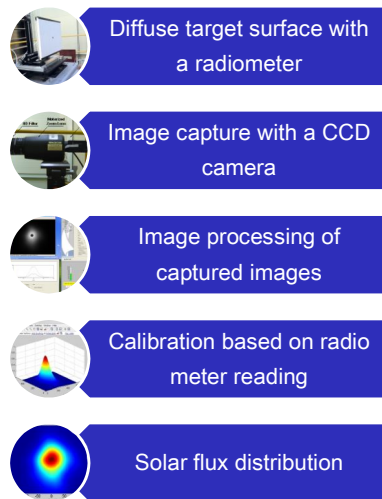 Diffuse target surface with
a radiometer
Image capture with a CCD
camera
Image processing of
captured images
Calibration based on radio
meter reading
Solar flux distribution